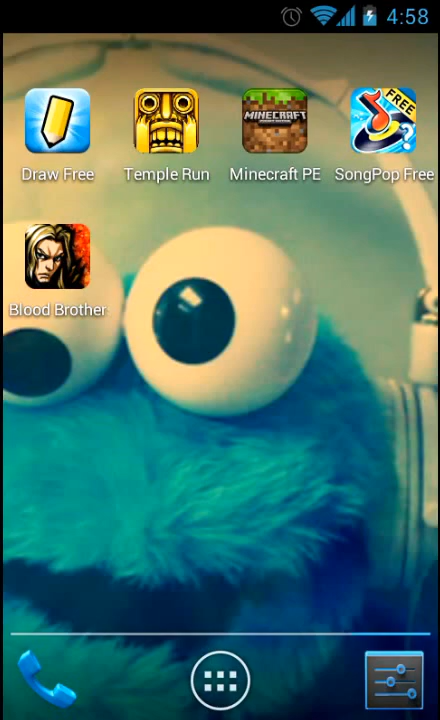 4:58
FREE
MINECRAFT
Draw Free
Temple Run
Minecraft PE
SongPop Free
Blood Brother